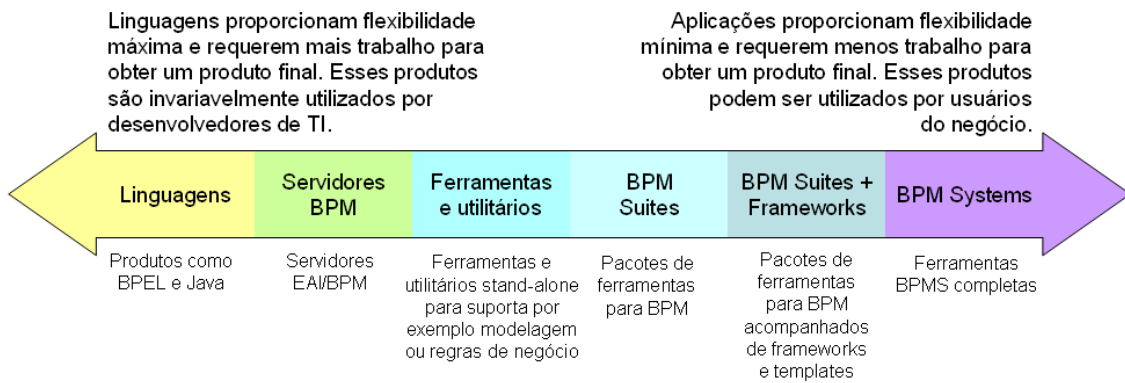 Linguagens proporcionam flexibilidade
máxima e requerem mais trabalho para
obter um produto final. Esses produtos
são invariavelmente utilizados por
desenvolvedores de TI.
Aplicações proporcionam flexibilidade
mínima e requerem menos trabalho para
obter um produto final. Esses produtos
podem ser utilizados por usuários
do negócio.
Linguagens
Servidores
BPM
Ferramentas
e utilitários
BPM
Suites
BPM Suites +
Frameworks
BPM Systems
Produtos como
BPEL e Java
Servidores
EAI/BPM
Ferramentas e
utilitários stand-alone
para suporta por
exemplo modelagem
ou regras de negócio
Pacotes de
ferramentas
para BPM
Pacotes de
ferramentas
para BPM
acompanhados
de frameworks
e templates
Ferramentas
BPMS completas